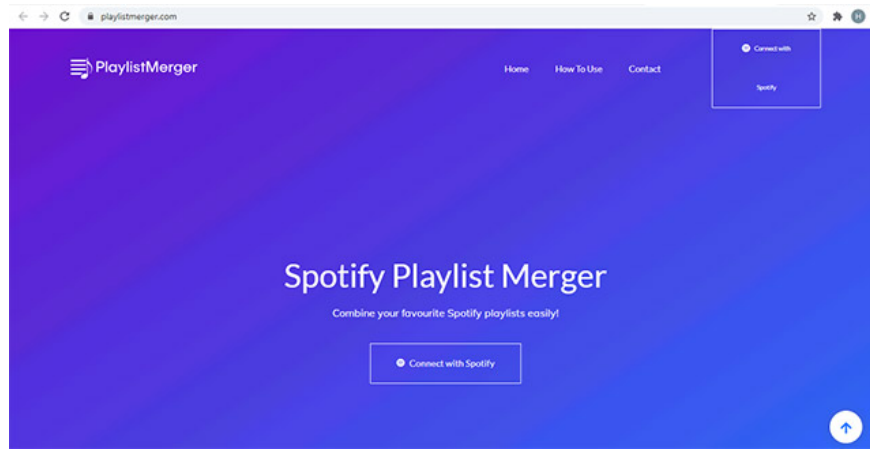 playlistmerger.com
H
PlaylistMerger
Home How To Use Contact
Connect with
Spotify
Spotify Playlist Merger
Combine your favourite Spotify playlists easily!
Connect with Spotify